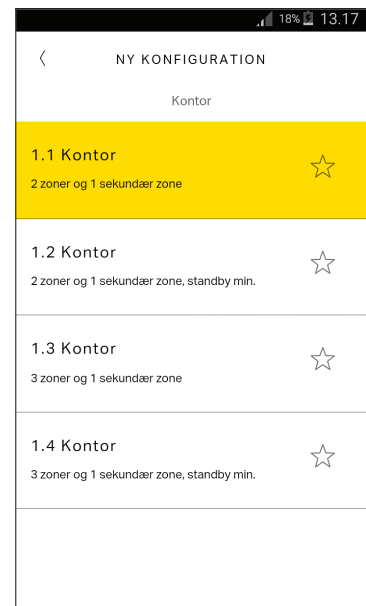 18% 13.17
NY KONFIGURATION
Kontor
1.1 Kontor
2 zoner og 1 sekundær zone
1.2 Kontor
2 zoner og 1 sekundær zone, standby min.
1.3 Kontor
3 zoner og 1 sekundær zone
1.4 Kontor
3 zoner og 1 sekundær zone, standby min.